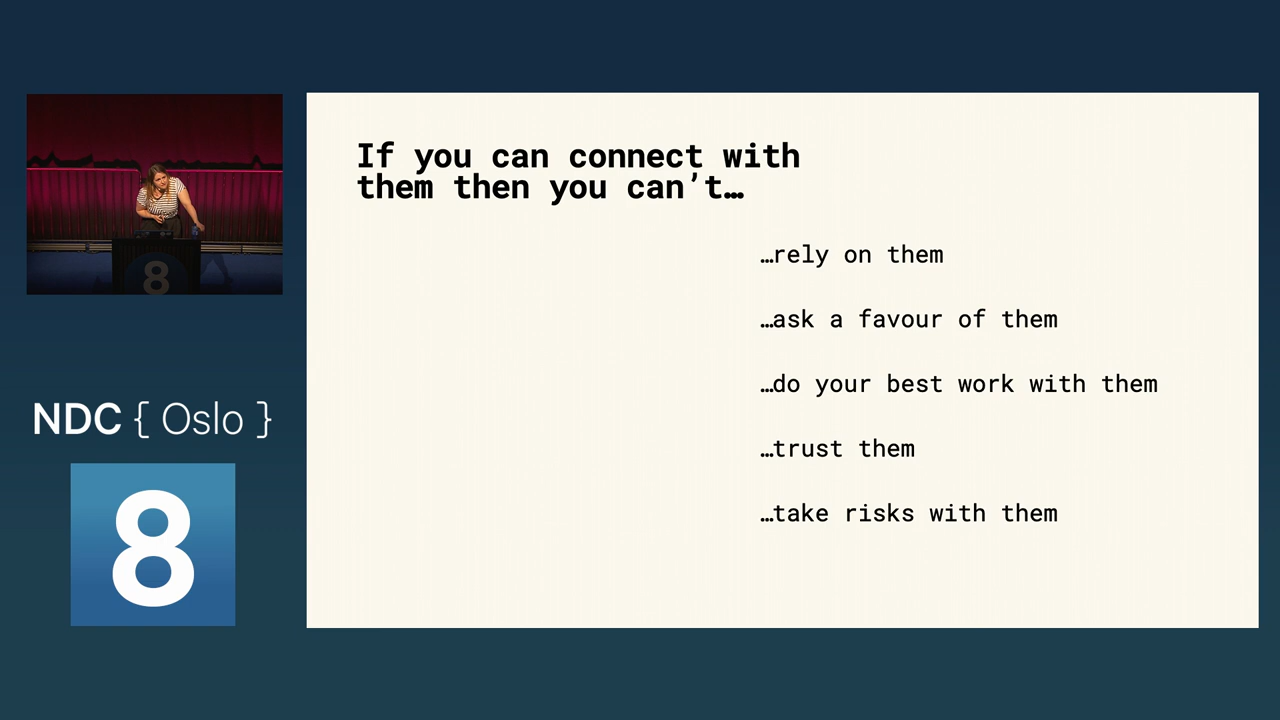 If you can connect with
them then you can’t…
…rely on them
…ask a favour of them
…do your best work with them
…trust them
…take risks with them
8
NDC { Oslo }
8